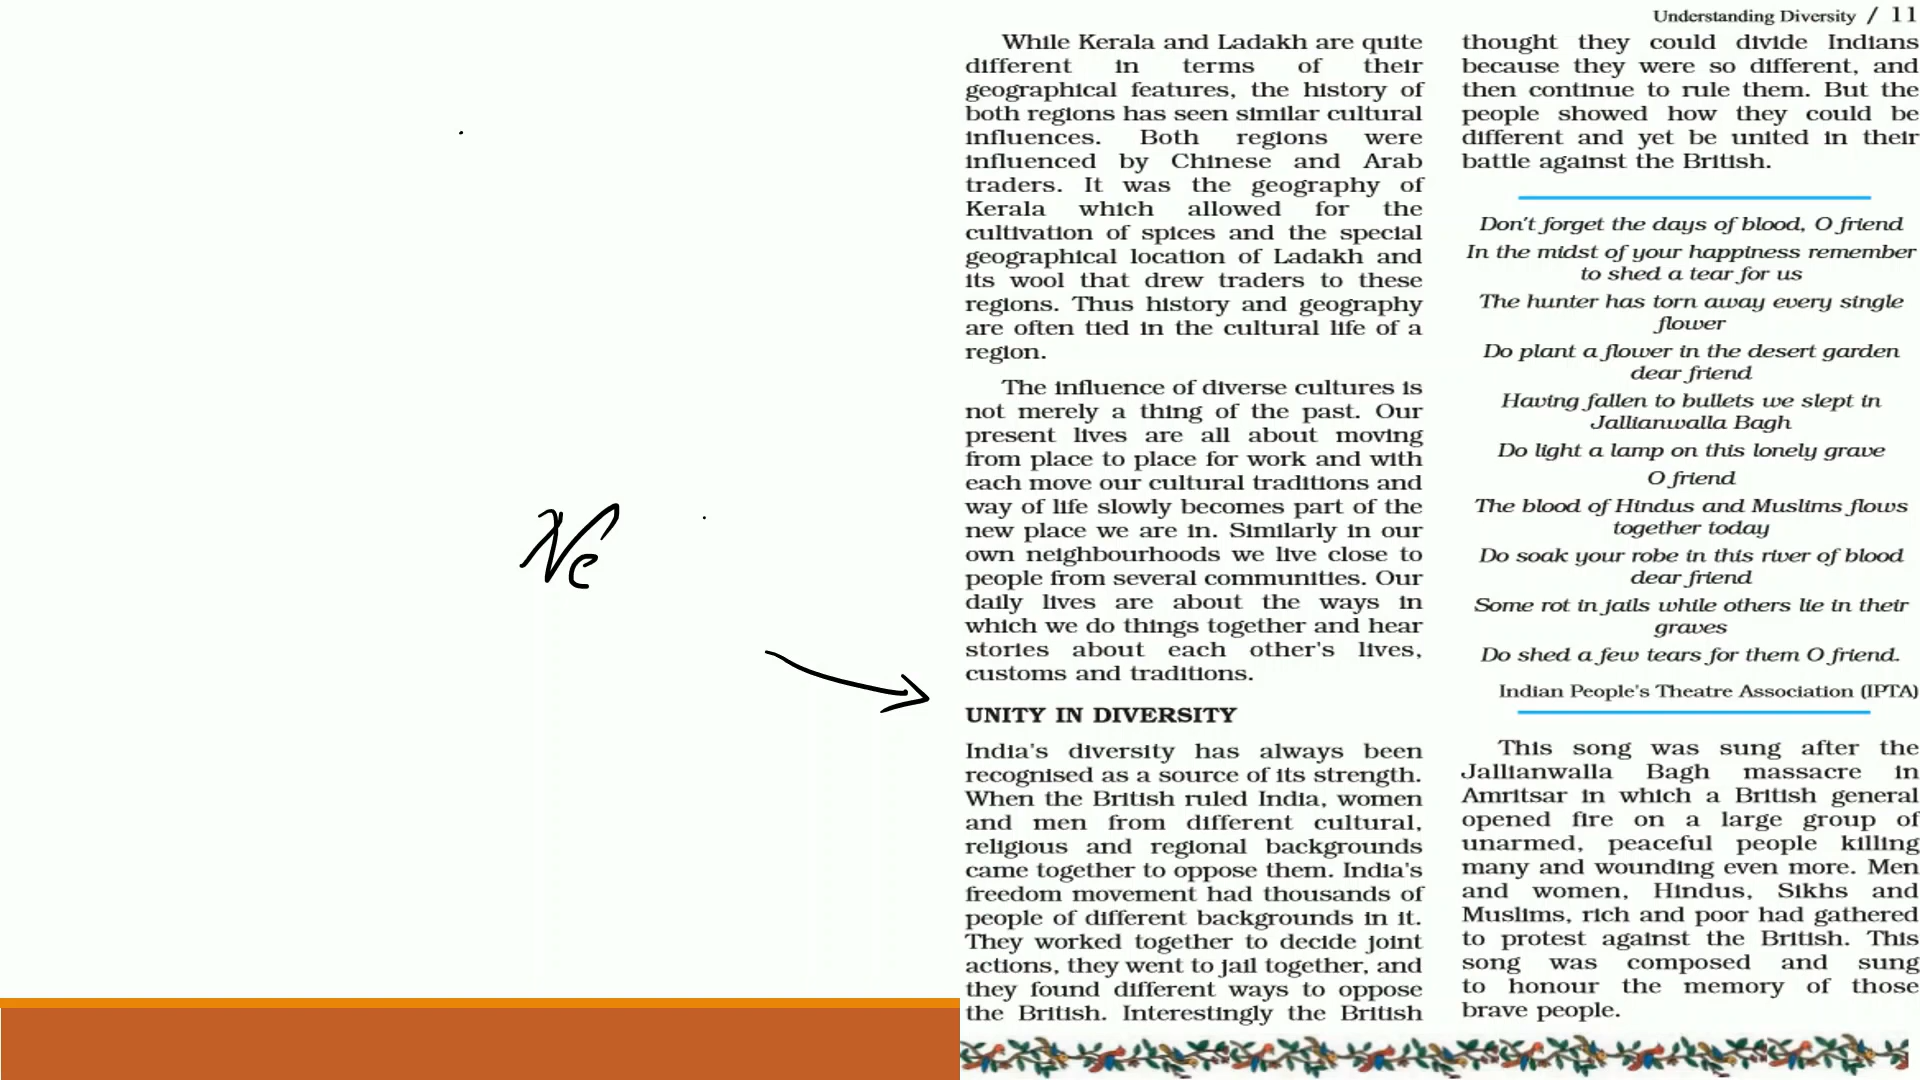 Understanding Diversity / 11
Ne
While Kerala and Ladakh are quite
different in terms of their
geographical features, the history of
both regions has seen similar cultural
influences. Both regions were
influenced by Chinese and Arab
traders. It was the geography of
Kerala which allowed for the
cultivation of spices and the special
geographical location of Ladakh and
its wool that drew traders to these
regions. Thus history and geography
are often tied in the cultural life of a
region.
The influence of diverse cultures is
not merely a thing of the past. Our
present lives are all about moving
from place to place for work and with
each move our cultural traditions and
way of life slowly becomes part of the
new place we are in. Similarly in our
own neighbourhoods we live close to
people from several communities. Our
daily lives are about the ways in
which we do things together and hear
stories about each other's lives,
customs and traditions.
UNITY IN DIVERSITY
India's diversity has always been
recognised as a source of its strength.
When the British ruled India, women
and men from different cultural,
religious and regional backgrounds
came together to oppose them. India's
freedom movement had thousands of
people of different backgrounds in it.
They worked together to decide joint
actions, they went to jail together, and
they found different ways to oppose
the British. Interestingly the British
thought they could divide Indians
because they were so different, and
then continue to rule them. But the
people showed how they could be
different and yet be united in their
battle against the British.
Don't forget the days of blood, O friend
In the midst of your happiness remember
to shed a tear for us
The hunter has torn away every single
flower
Do plant a flower in the desert garden
dear friend
Having fallen to bullets we slept in
Jallianwalla Bagh
Do light a lamp on this lonely grave
O friend
The blood of Hindus and Muslims flows
together today
Do soak your robe in this river of blood
dear friend
Some rot in jails while others lie in their
graves
Do shed a few tears for them O friend.
Indian People's Theatre Association (IPTA)
This song was sung after the
Jallianwalla Bagh massacre in
Amritsar in which a British general
opened fire on a large group of
unarmed, peaceful people killing
many and wounding even more. Men
and women, Hindus, Sikhs and
Muslims, rich and poor had gathered
to protest against the British. This
song was composed and sung
to honour the memory of those
brave people.